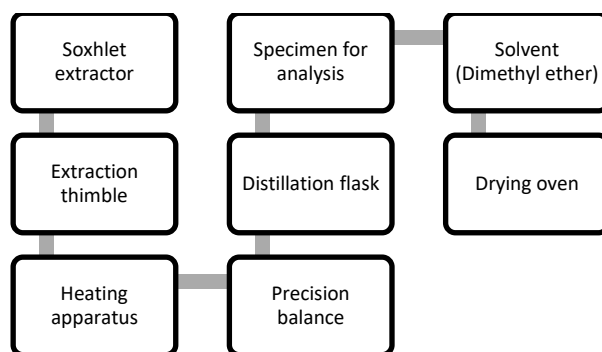 Soxhlet
extractor
Extraction
thimble
Heating
apparatus
Precision
balance
Distillation flask
Specimen for
analysis
Solvent
(Dimethyl ether)
Drying oven